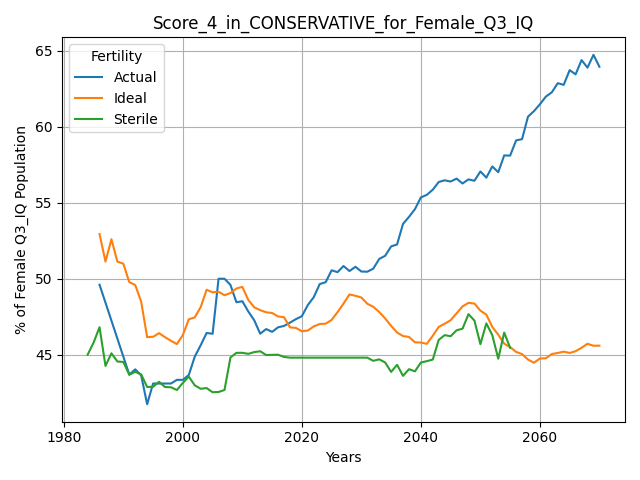 Score_4_in_CONSERVATIVE_for_Female_Q3_IQ
Fertility
Actual
Ideal
Sterile
% of Female Q3_IQ Population
65
60
55
50
45
1980
2000
2020
2040
2060
Years